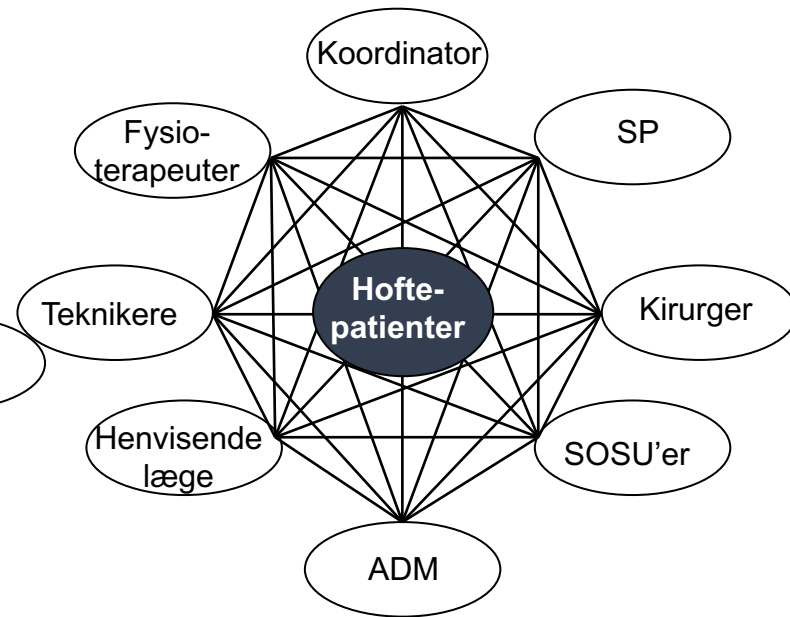 Koordinator
Fysio-
terapeuter
SP
Hofte-
patienter
Teknikere
Kirurger
Henvisende
læge
SOSU’er
ADM